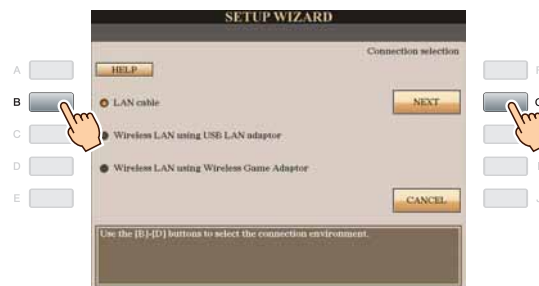 SETUP WIZARD
Connection selection
HELP
A
B
LAN cable
NEXT
C
Wireless LAN using USB LAN adaptor
D
Wireless LAN using Wireless Game Adaptor
E
CANCEL
Use the [B]-[D] buttons to select the connection environment.